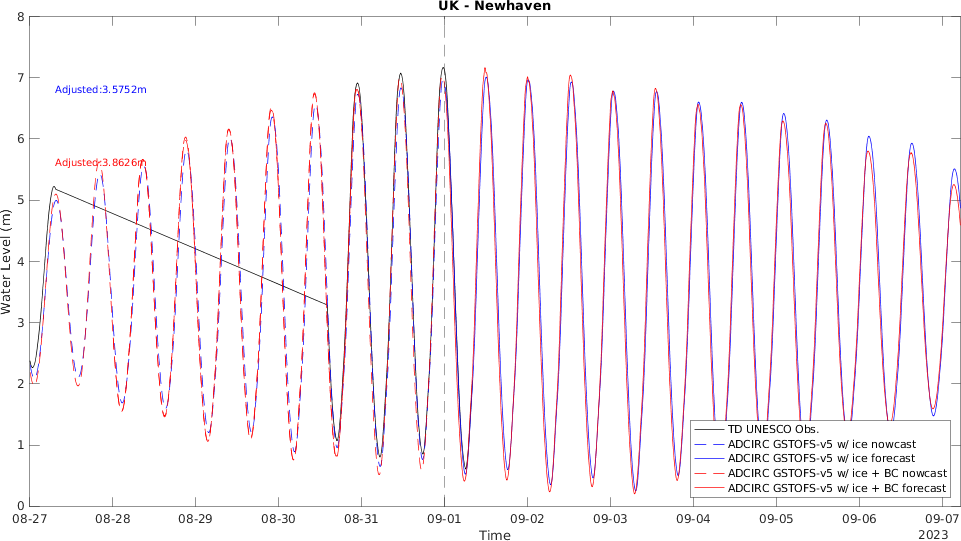 UK - Newhaven
8
7
6
5
4
3
2
1
0
Water Level (m)
Adjusted:3.5752m
Adjusted:3.8626m
TD UNESCO Obs.
ADCIRC GSTOFS-v5 w/ ice nowcast
ADCIRC GSTOFS-v5 w/ ice forecast
ADCIRC GSTOFS-v5 w/ ice + BC nowcast
ADCIRC GSTOFS-v5 w/ ice + BC forecast
08-27 08-28 08-29 08-30 08-31 09-01 09-02 09-03 09-04 09-05 09-06 09-07
Time
2023